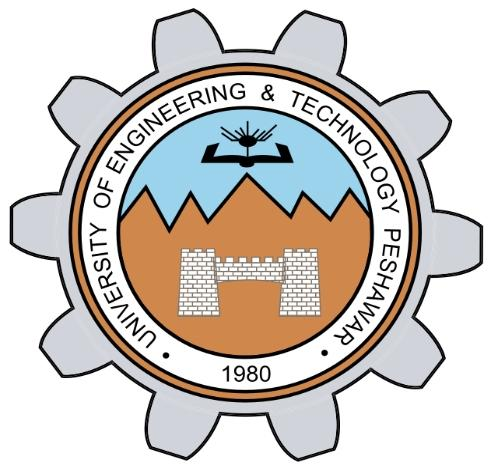 UNIVERSITY OF ENGINEERING & TECHNOLOGY PESHAWAR
1980